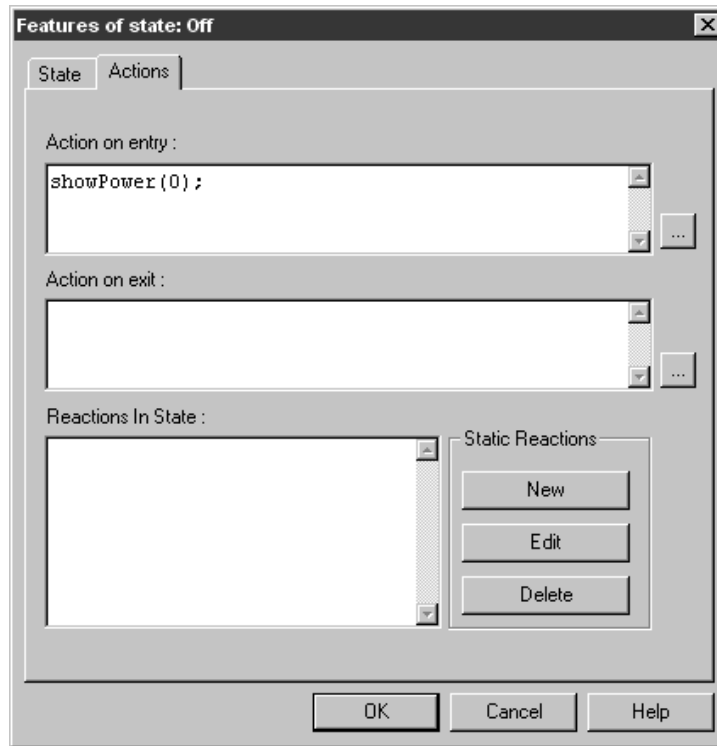 Features of state: Off
State
Actions
Action on entry :
showPower(0);
...
Action on exit :
...
Reactions In State :
Static Reactions
New
Edit
Delete
OK
Cancel
Help